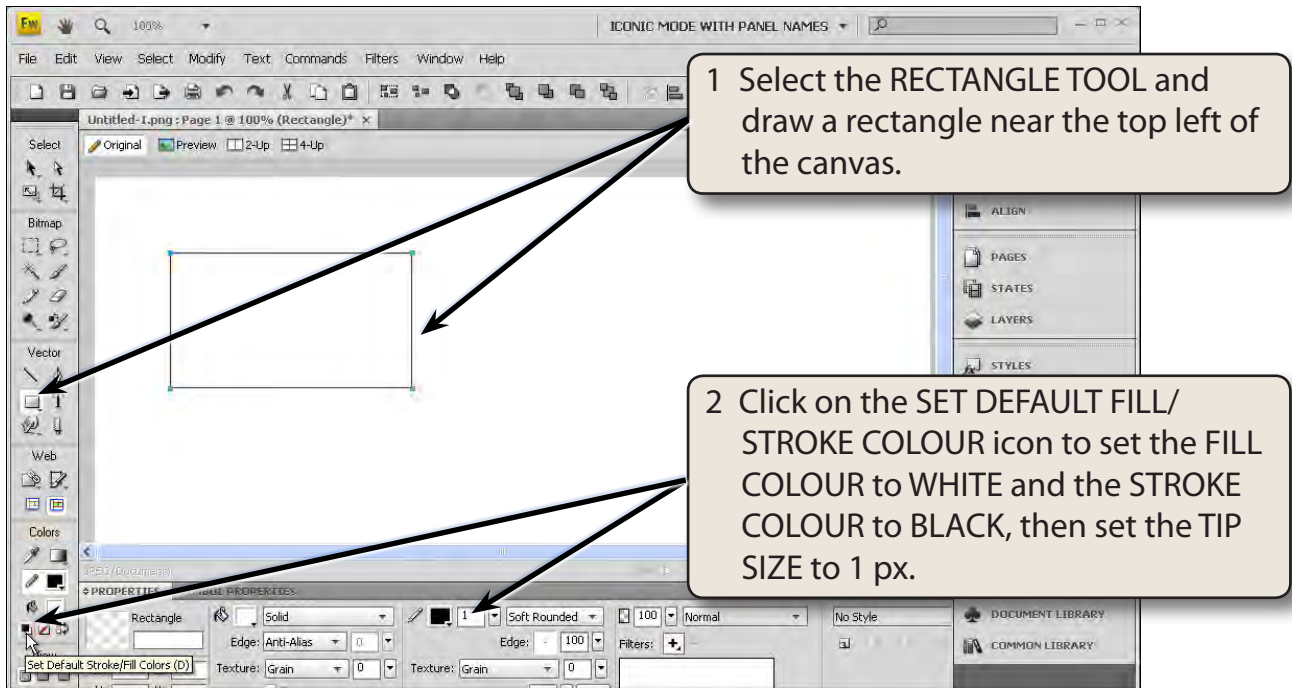 Fw 100% ICONIC MODE WITH PANEL NAMES
File Edit View Select Modify Text Commands Filters Window Help
1 Select the RECTANGLE TOOL and
draw a rectangle near the top left of
the canvas.
Untitled-1.png : Page 1 @ 100% (Rectangle)* ×
Select
Original Preview 2-Up 4-Up
Bitmap
Vector
Web
Colors
ALIGN
PAGES
STATES
LAYERS
STYLES
2 Click on the SET DEFAULT FILL/
STROKE COLOUR icon to set the FILL
COLOUR to WHITE and the STROKE
COLOUR to BLACK, then set the TIP
SIZE to 1 px.
PROPERTIES
Rectangle Solid 1 Soft Rounded 100 Normal No Style
Edge: Anti-Alias 0 Edge: 100 Filters:
Texture: Grain 0 Texture: Grain 0
Set Default Stroke/Fill Colors (D)
DOCUMENT LIBRARY
COMMON LIBRARY